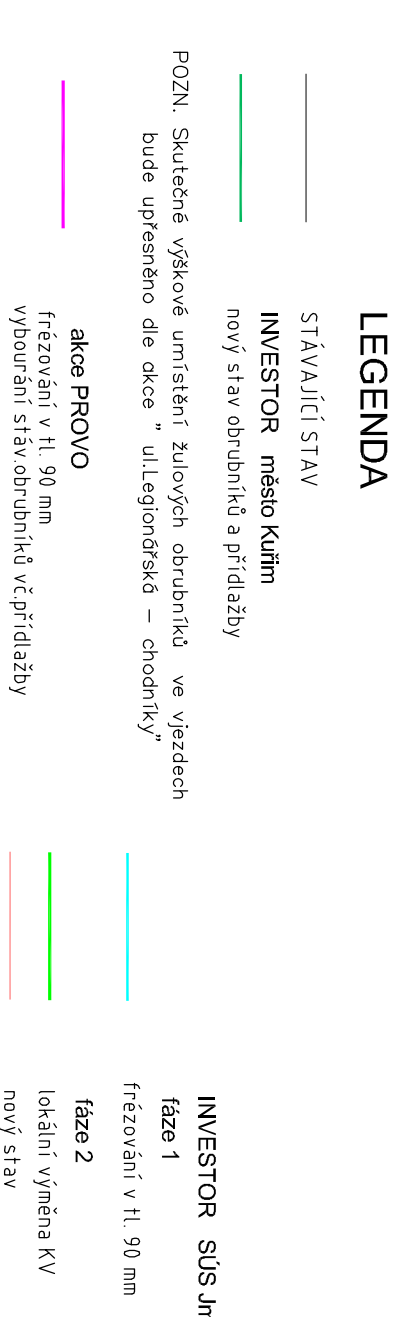 LEGENDA
STÁVAJÍCÍ STAV
INVESTOR město Kuřim
nový stav obrubníků a přídlažby
POZN. Skutečné výškové umístění žulových obrubníků ve vjezdech
bude upřesněno dle akce " ul.Legionářská – chodníky"
akce PROVO
frézování v tl. 90 mm
vybourání stáv.obrubníků vč.přídlažby
INVESTOR SÚS
fáze 1
frézování v tl. 90 mm
fáze 2
lokální výměna KV
nový stav